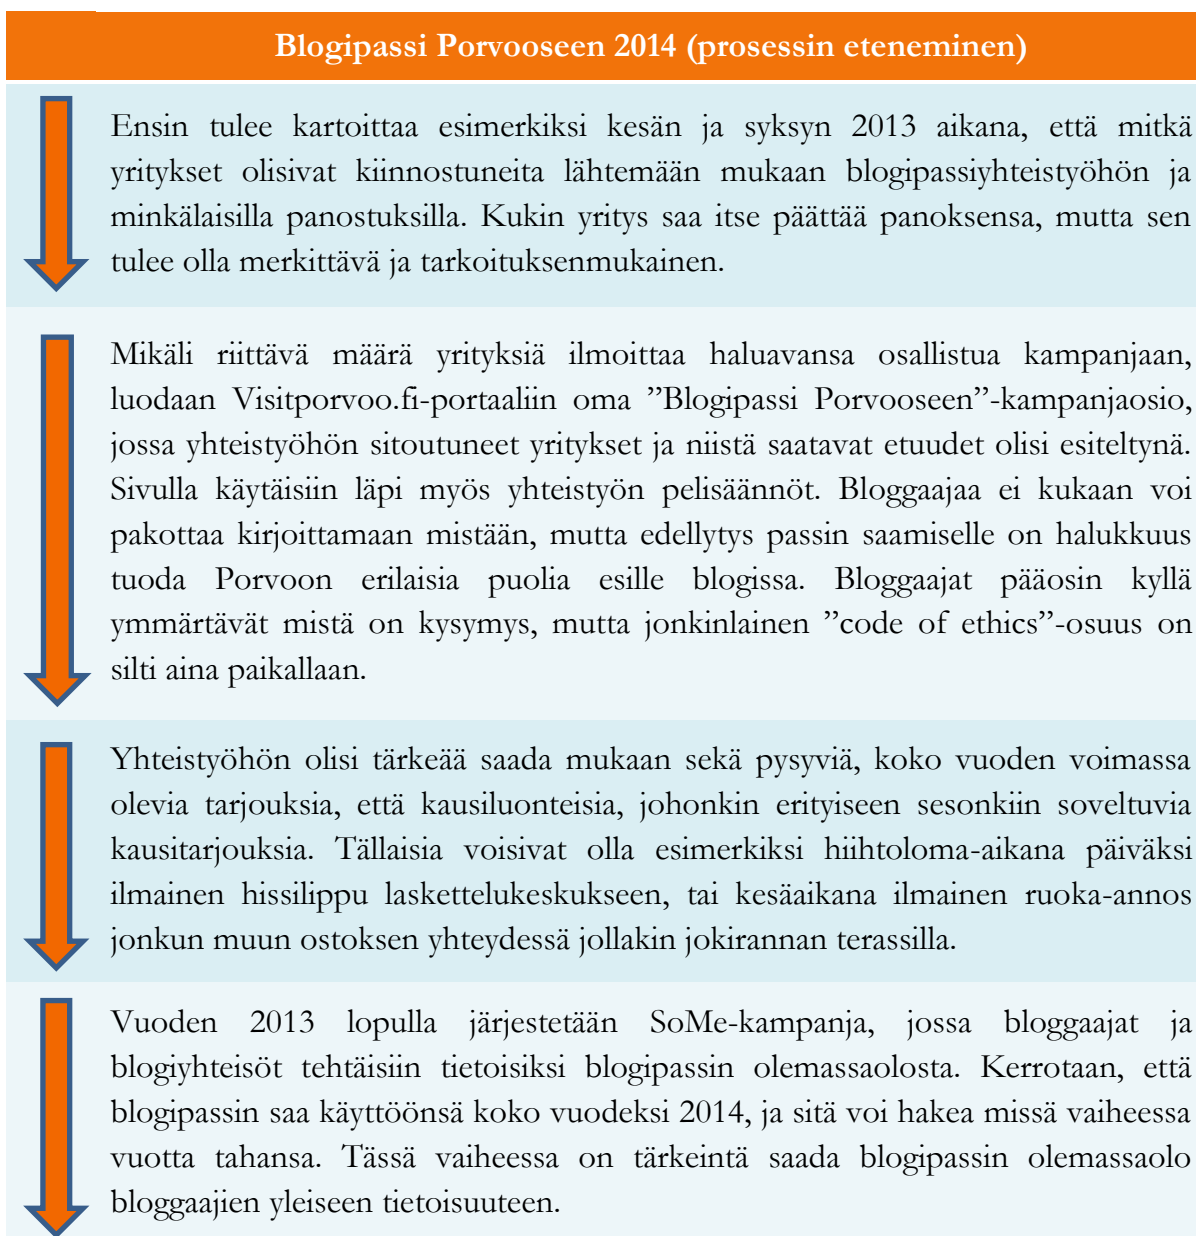 Blogipassi Porvooseen 2014 (prosessin eteneminen)
Ensin tulee kartoittaa esimerkiksi kesän ja syksyn 2013 aikana, että mitkä
yritykset olisivat kiinnostuneita lähtemään mukaan blogipassiyhteistyöhön ja
minkälaisilla panostuksilla. Kukin yritys saa itse päättää panoksensa, mutta sen
tulee olla merkittävä ja tarkoituksenmukainen.
Mikäli riittävä määrä yrityksiä ilmoittaa haluavansa osallistua kampanjaan,
luodaan Visitporvoo.fi-portaaliin oma ”Blogipassi Porvooseen”-kampanjaosio,
jossa yhteistyöhön sitoutuneet yritykset ja niistä saatavat etuudet olisi esiteltynä.
Sivulla käytäisiin läpi myös yhteistyön pelisäännöt. Bloggaajaa ei kukaan voi
pakottaa kirjoittamaan mistään, mutta edellytys passin saamiselle on halukkuus
tuoda Porvoon erilaisia puolia esille blogissa. Bloggaajat pääosin kyllä
ymmärtävät mistä on kysymys, mutta jonkinlainen ”code of ethics”-osuus on
silti aina paikallaan.
Yhteistyöhön olisi tärkeää saada mukaan sekä pysyviä, koko vuoden voimassa
olevia tarjouksia, että kausiluonteisia, johonkin erityiseen sesonkiin soveltuvia
kausitarjouksia. Tällaisia voisivat olla esimerkiksi hiihtoloma-aikana päiväksi
ilmainen hissilippu laskettelukeskukseen, tai kesäaikana ilmainen ruoka-annos
jonkun muun ostoksen yhteydessä jollakin jokirannan terassilla.
Vuoden 2013 lopulla järjestetään SoMe-kampanja, jossa bloggaajat ja
blogiyhteisöt tehtäisiin tietoisiksi blogipassin olemassaolosta. Kerrotaan, että
blogipassin saa käyttöönsä koko vuodeksi 2014, ja sitä voi hakea missä vaiheessa
vuotta tahansa. Tässä vaiheessa on tärkeintä saada blogipassin olemassaolo
bloggaajien yleiseen tietoisuuteen.